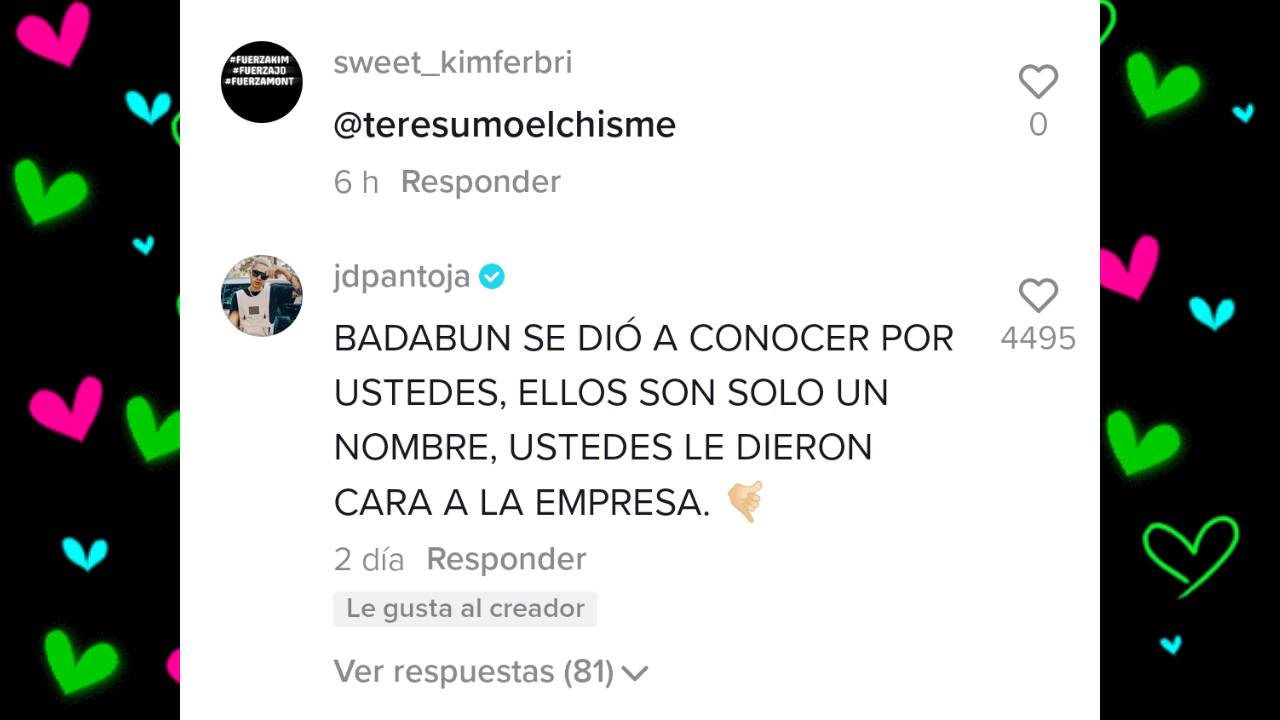 #FUERZAKIM
#FUERZAJD
#FUERZAMONT
sweet_kimferbri
@teresumoelchisme
0
6 h Responder
jdpantoja
BADABUN SE DIÓ A CONOCER POR
4495
USTEDES, ELLOS SON SOLO UN
NOMBRE, USTEDES LE DIERON
CARA A LA EMPRESA. 🤙🏼
2 día Responder
Le gusta al creador
Ver respuestas (81)